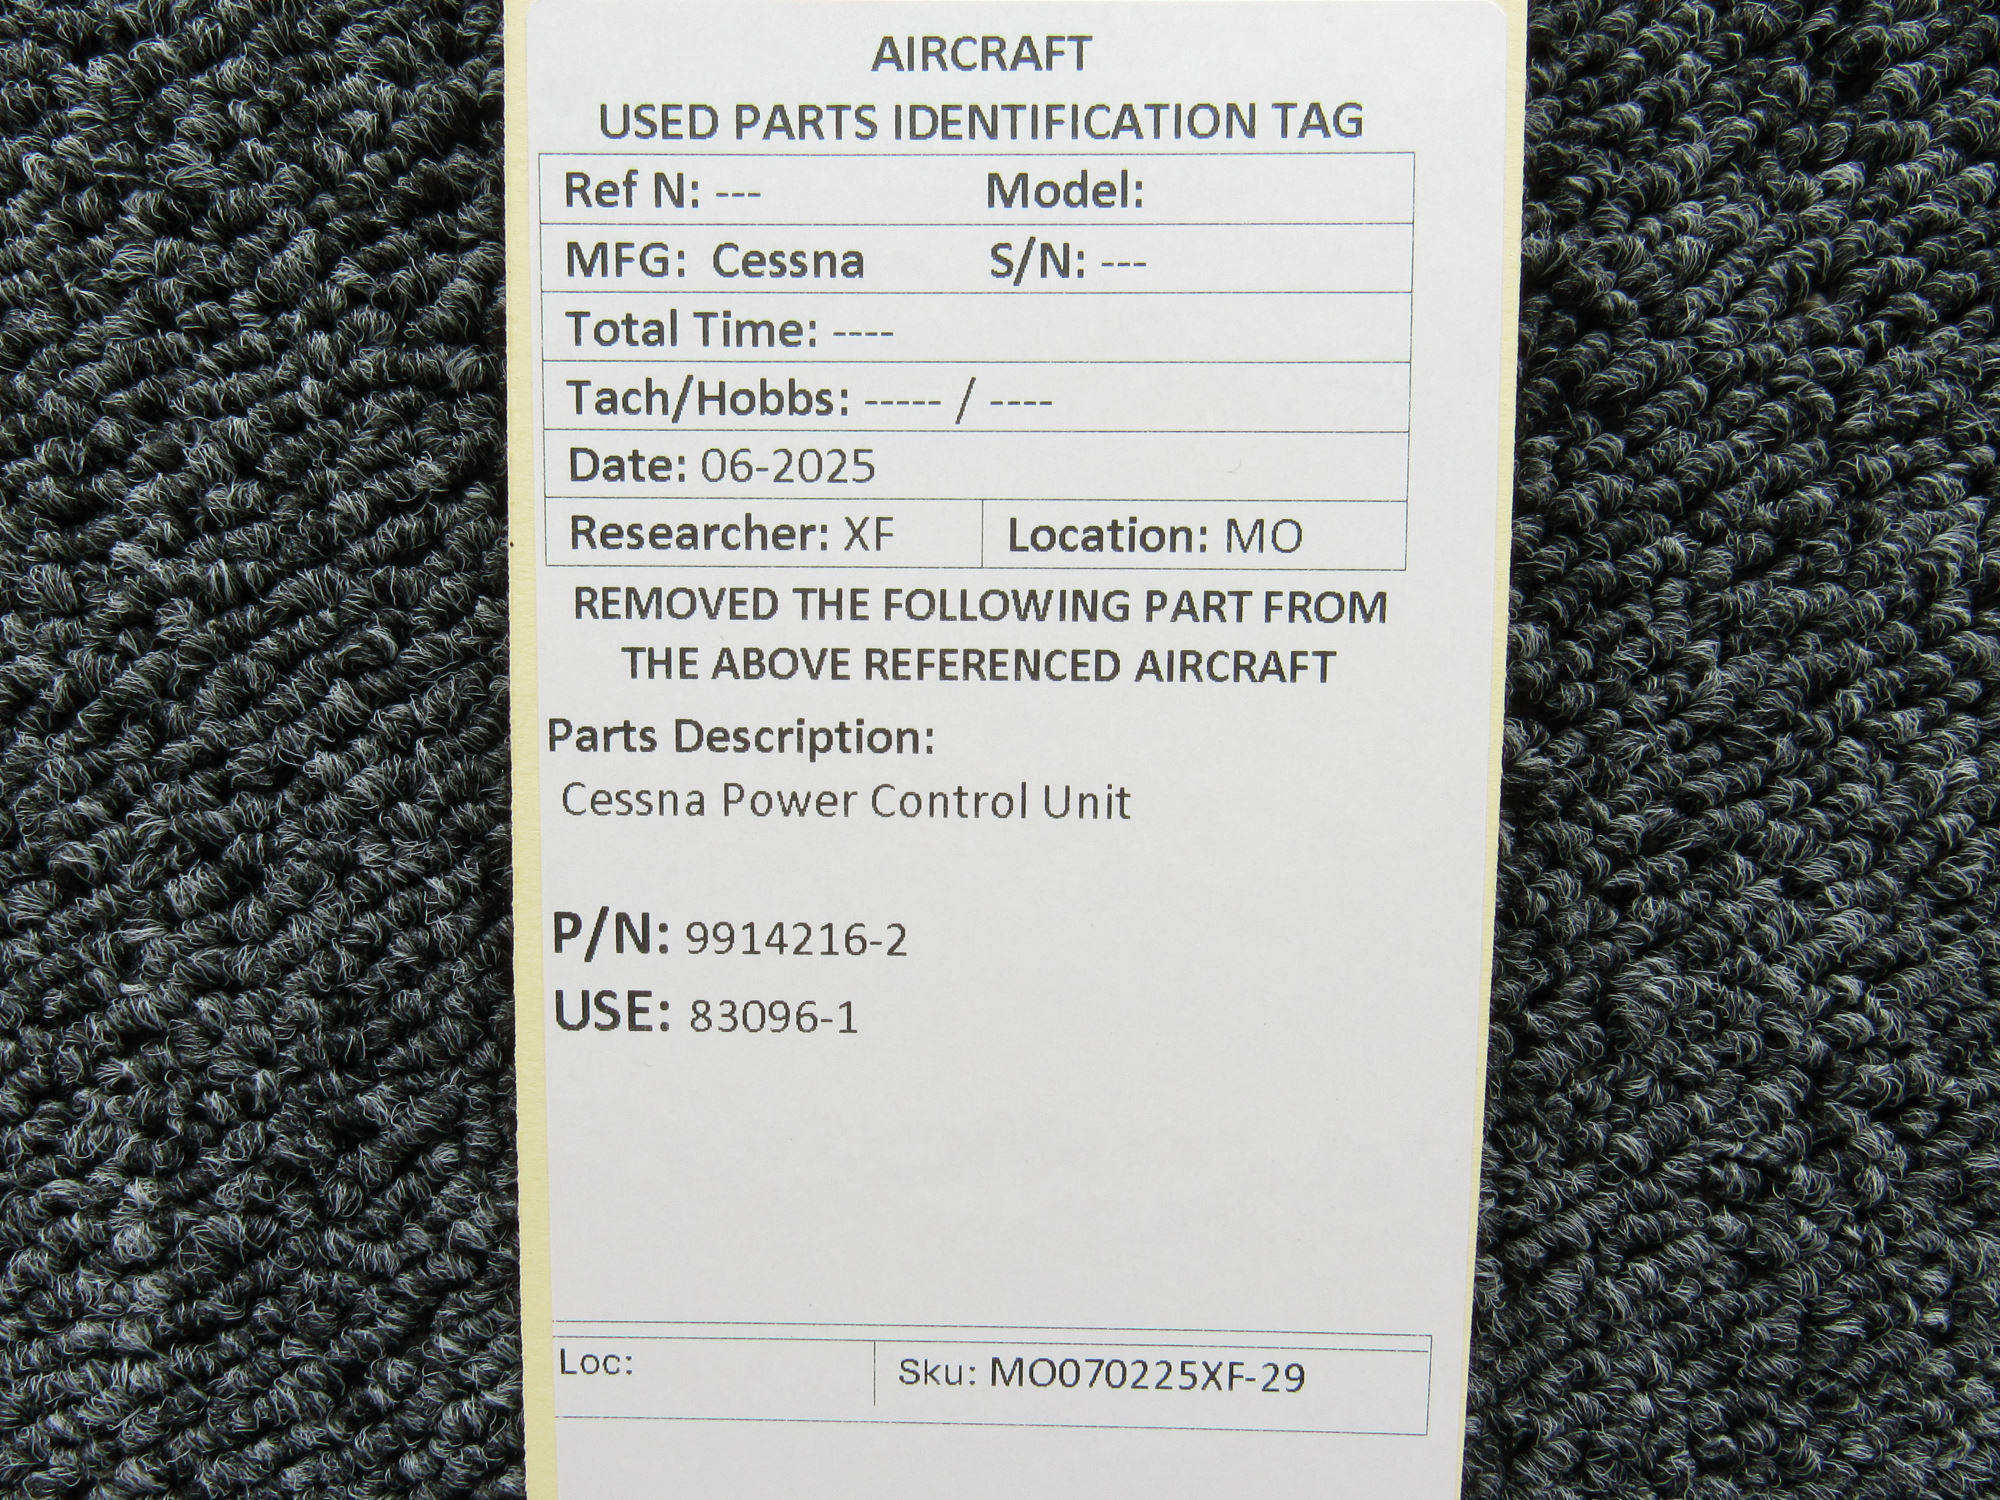 AIRCRAFT
USED PARTS IDENTIFICATION TAG
Ref N: --- Model:
MFG: Cessna S/N: ---
Total Time: ----
Tach/Hobbs: ----- / ----
Date: 06-2025
Researcher: XF Location: MO
REMOVED THE FOLLOWING PART FROM
THE ABOVE REFERENCED AIRCRAFT
Parts Description:
Cessna Power Control Unit
P/N: 9914216-2
USE: 83096-1
Loc: Sku: MO070225XF-29